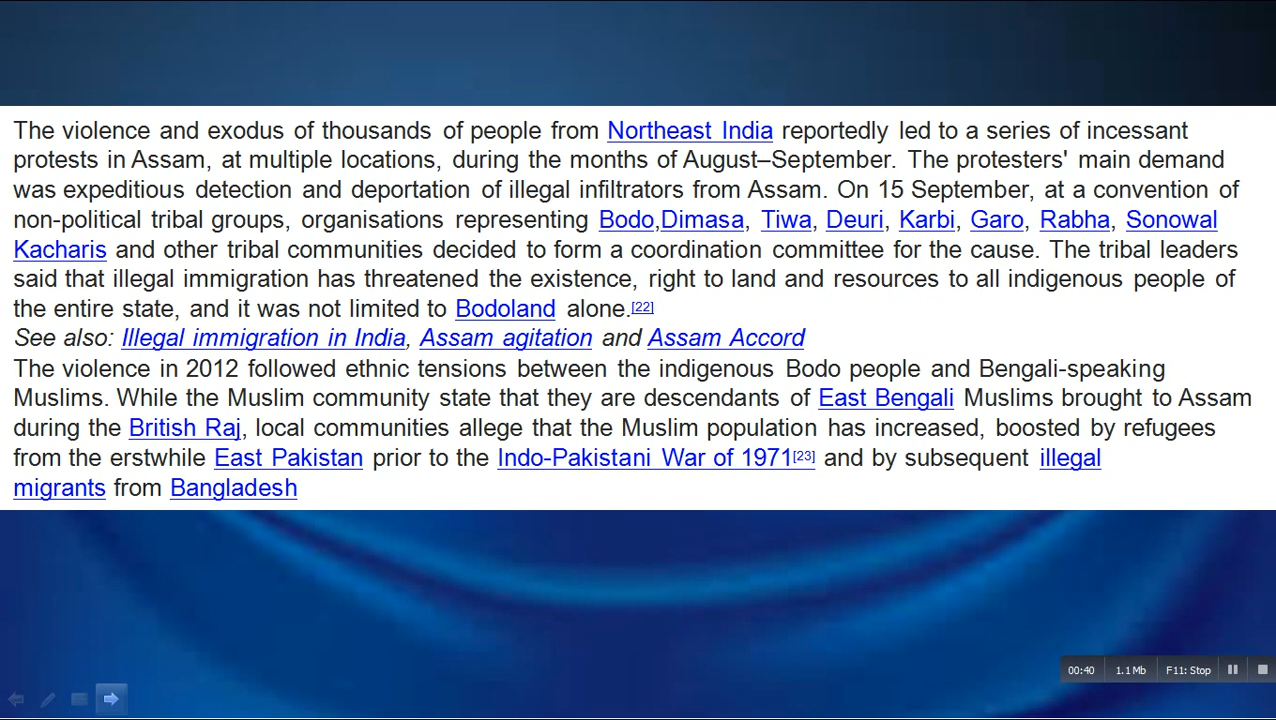 The violence and exodus of thousands of people from Northeast India reportedly led to a series of incessant
protests in Assam, at multiple locations, during the months of August–September. The protesters' main demand
was expeditious detection and deportation of illegal infiltrators from Assam. On 15 September, at a convention of
non-political tribal groups, organisations representing Bodo,Dimasa, Tiwa, Deuri, Karbi, Garo, Rabha, Sonowal
Kacharis and other tribal communities decided to form a coordination committee for the cause. The tribal leaders
said that illegal immigration has threatened the existence, right to land and resources to all indigenous people of
the entire state, and it was not limited to Bodoland alone.[22]
See also: Illegal immigration in India, Assam agitation and Assam Accord
The violence in 2012 followed ethnic tensions between the indigenous Bodo people and Bengali-speaking
Muslims. While the Muslim community state that they are descendants of East Bengali Muslims brought to Assam
during the British Raj, local communities allege that the Muslim population has increased, boosted by refugees
from the erstwhile East Pakistan prior to the Indo-Pakistani War of 1971[23] and by subsequent illegal
migrants from Bangladesh
00:40 1.1 Mb F11: Stop